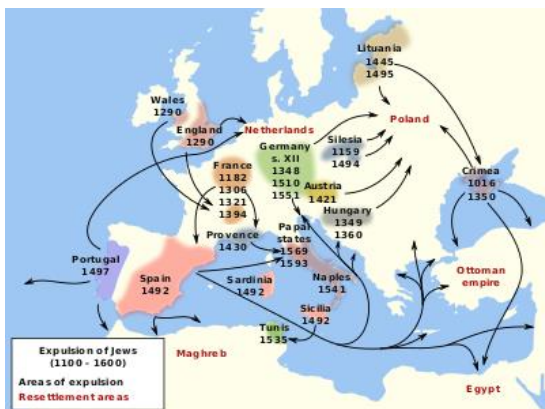 Lituania
1445
1495
Wales
1290
England
1290
Netherlands
Poland
Germany
s. XII
1348
1510
1551
Silesia
1159
1494
France
1182
1306
1321
1394
Austria
1421
Crimea
1016
1350
Hungary
1349
1360
Provence
1430
Papal
states
1569
1593
Portugal
1497
Spain
1492
Sardinia
1492
Naples
1541
Ottoman
empire
Sicilia
1492
Tunis
1535
Maghreb
Egypt
Expulsion of Jews
(1100 - 1600)
Areas of expulsion
Resettlement areas